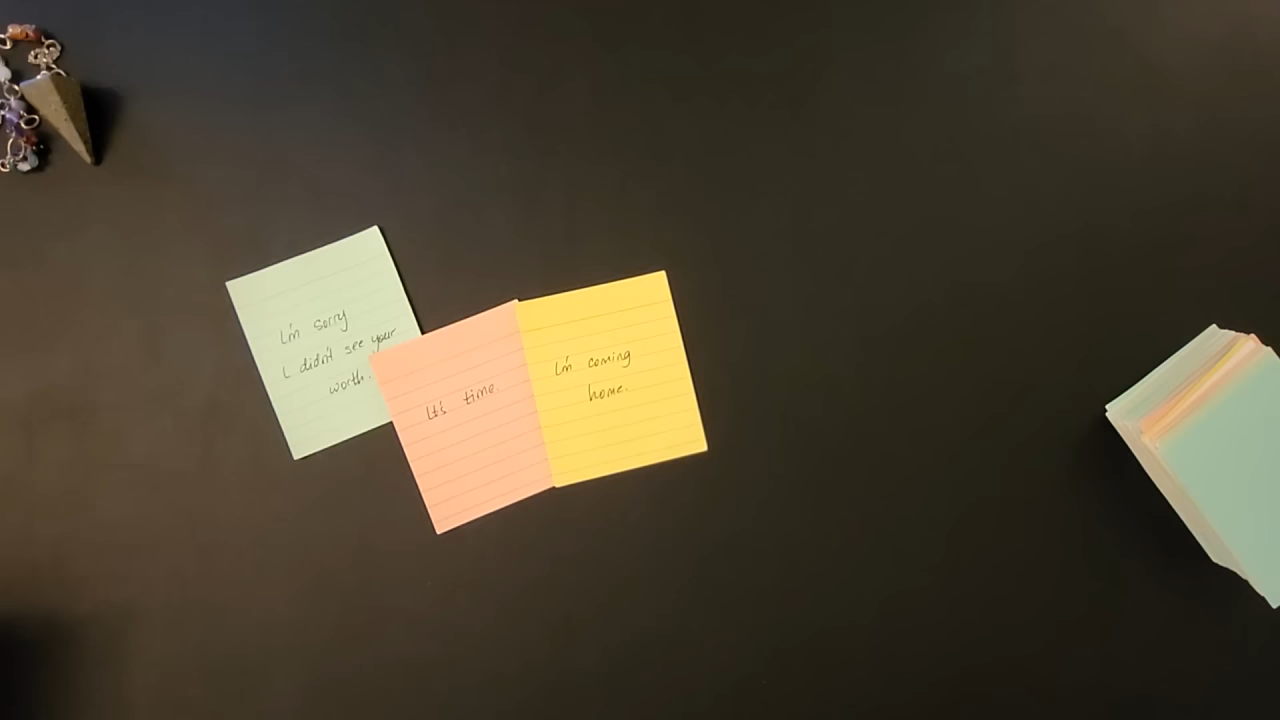 I'm sorry
i didn't see your
worth.
It's time.
I'm coming
home.